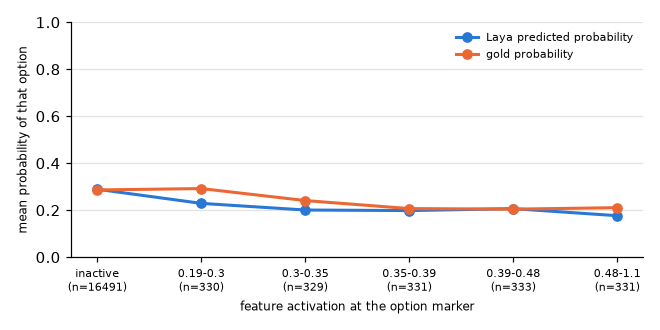 1.0
0.8
0.6
0.4
0.2
0.0
mean probability of that option
Laya predicted probability
gold probability
inactive
(n=16491)
0.19-0.3
(n=330)
0.3-0.35
(n=329)
0.35-0.39
(n=331)
0.39-0.48
(n=333)
0.48-1.1
(n=331)
feature activation at the option marker